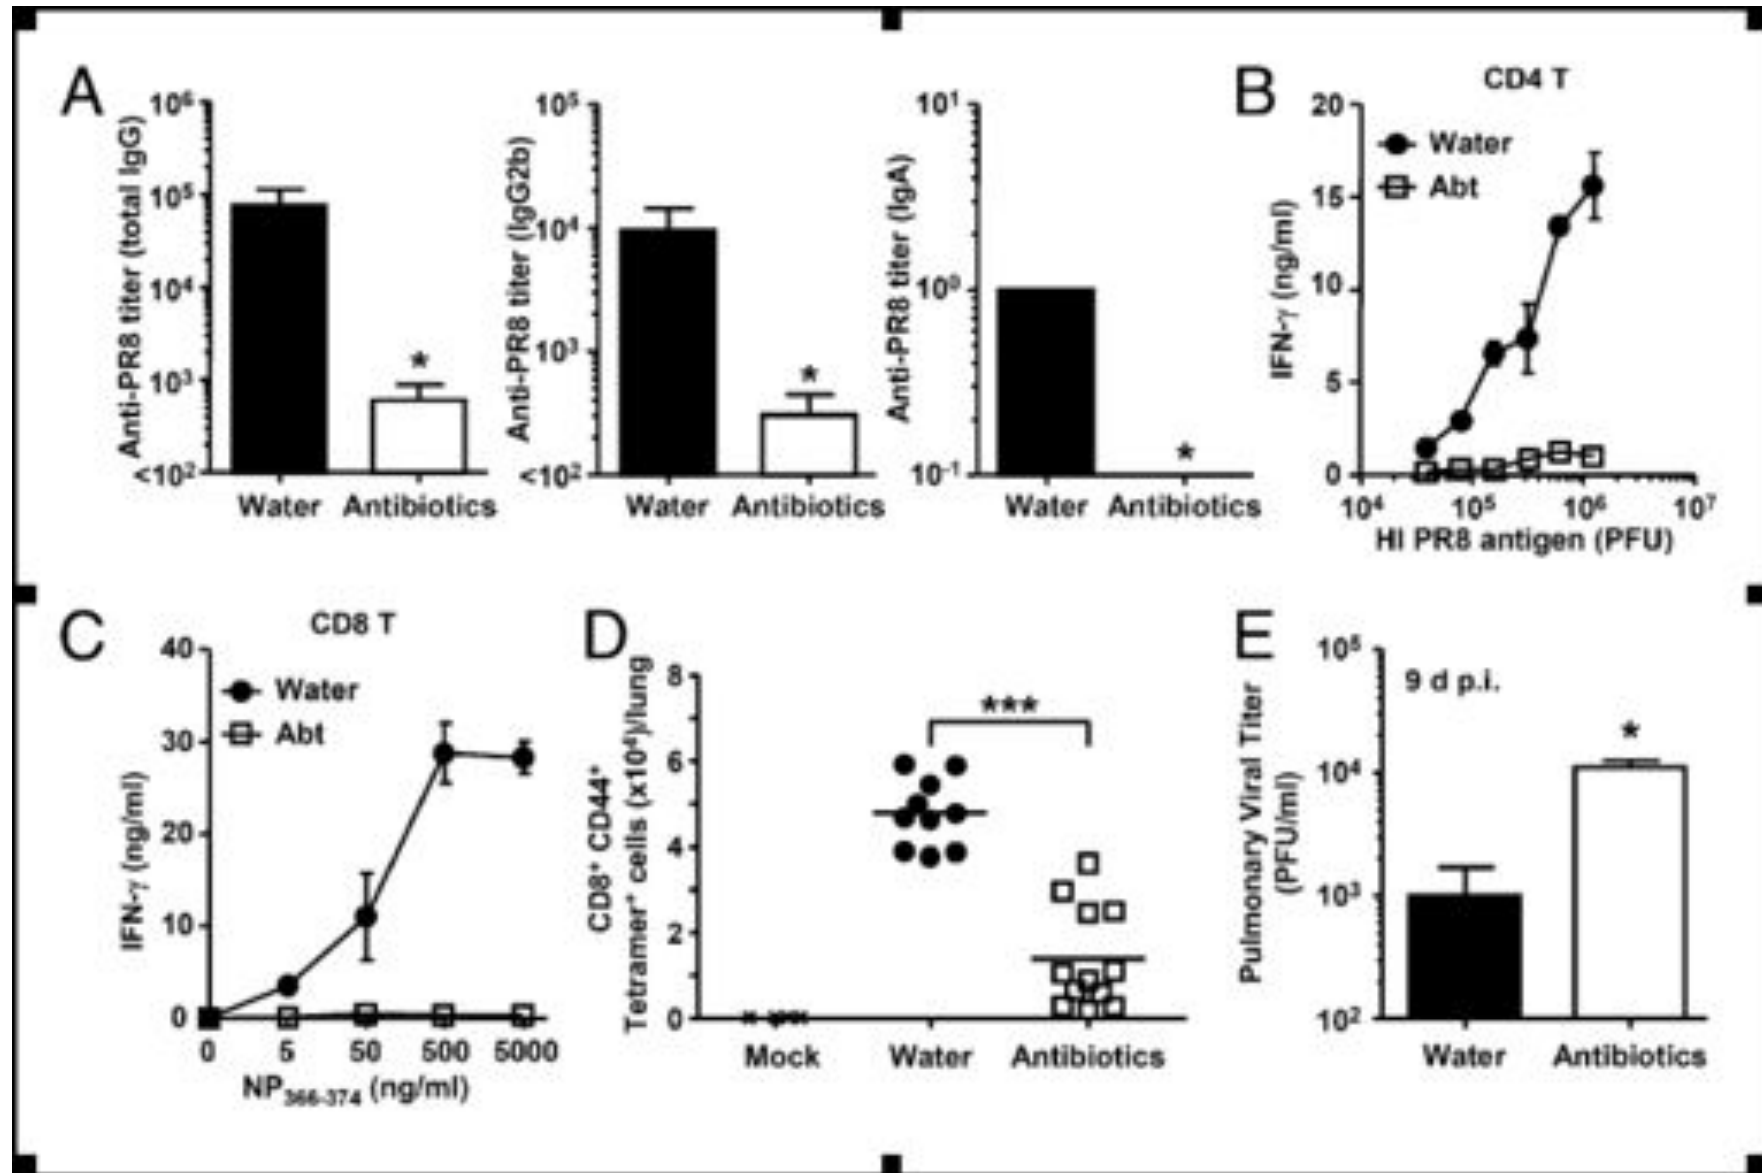 A
Anti-PR8 titer (total IgG)
10⁶
10⁵
10⁴
10³
<10²
*
Water Antibiotics
Anti-PR8 titer (IgG2b)
10⁵
10⁴
10³
<10²
*
Water Antibiotics
Anti-PR8 titer (IgA)
10¹
10⁰
10⁻¹
*
Water Antibiotics
B
CD4 T
Water
Abt
IFN-γ (ng/ml)
20
15
10
5
0
10⁴ 10⁵ 10⁶ 10⁷
HI PR8 antigen (PFU)
C
CD8 T
Water
Abt
IFN-γ (ng/ml)
40
30
20
10
0
0 5 50 500 5000
NP₃₆₆₋₃₇₄ (ng/ml)
D
CD8⁺ CD44⁺
Tetramer⁺ cells (x10⁴)/lung
8
6
4
2
0
***
Mock Water Antibiotics
E
Pulmonary Viral Titer
(PFU/ml)
10⁵
10⁴
10³
10²
9 d p.i.
*
Water Antibiotics